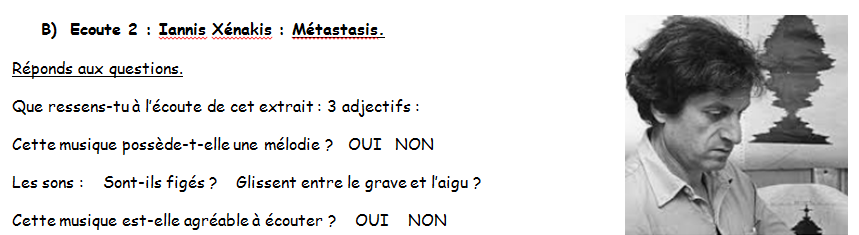 B) Ecoute 2 : Iannis Xénakis : Métastasis.
Réponds aux questions.
Que ressens-tu à l'écoute de cet extrait : 3 adjectifs :
Cette musique possède-t-elle une mélodie ? OUI NON
Les sons : Sont-ils figés ? Glissent entre le grave et l'aigu ?
Cette musique est-elle agréable à écouter ? OUI NON